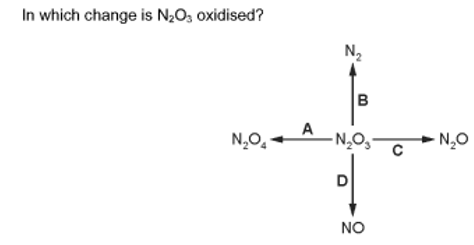 In which change is N₂O₃ oxidised?
N₂
B
N₂O₄ A N₂O₃ C N₂O
D
NO